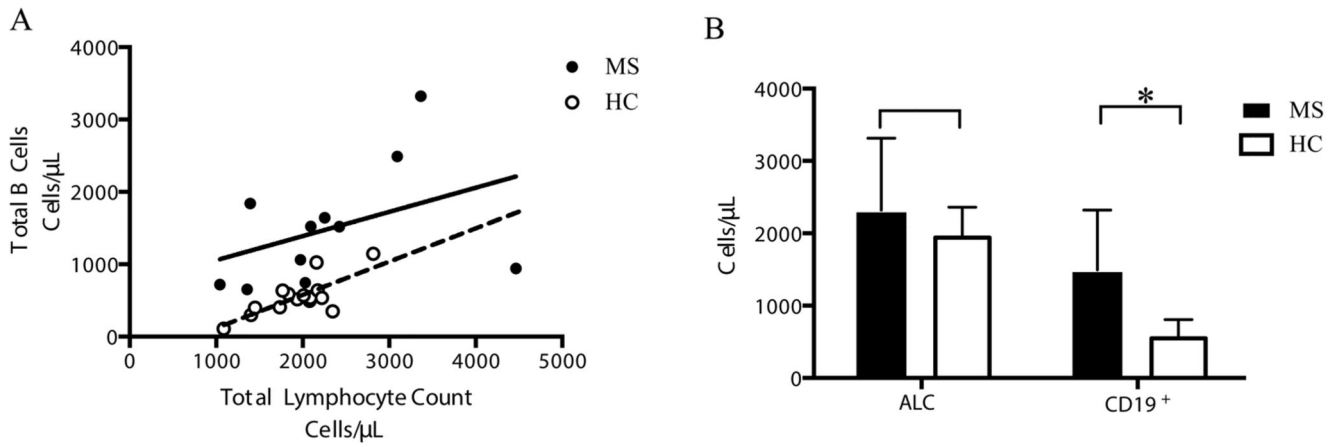 A
Total B Cells
Cells/µL
4000
3000
2000
1000
0
0 1000 2000 3000 4000 5000
Total Lymphocyte Count
Cells/µL
MS
HC
B
Cells/µL
4000
3000
2000
1000
0
*
ALC CD19+
MS
HC